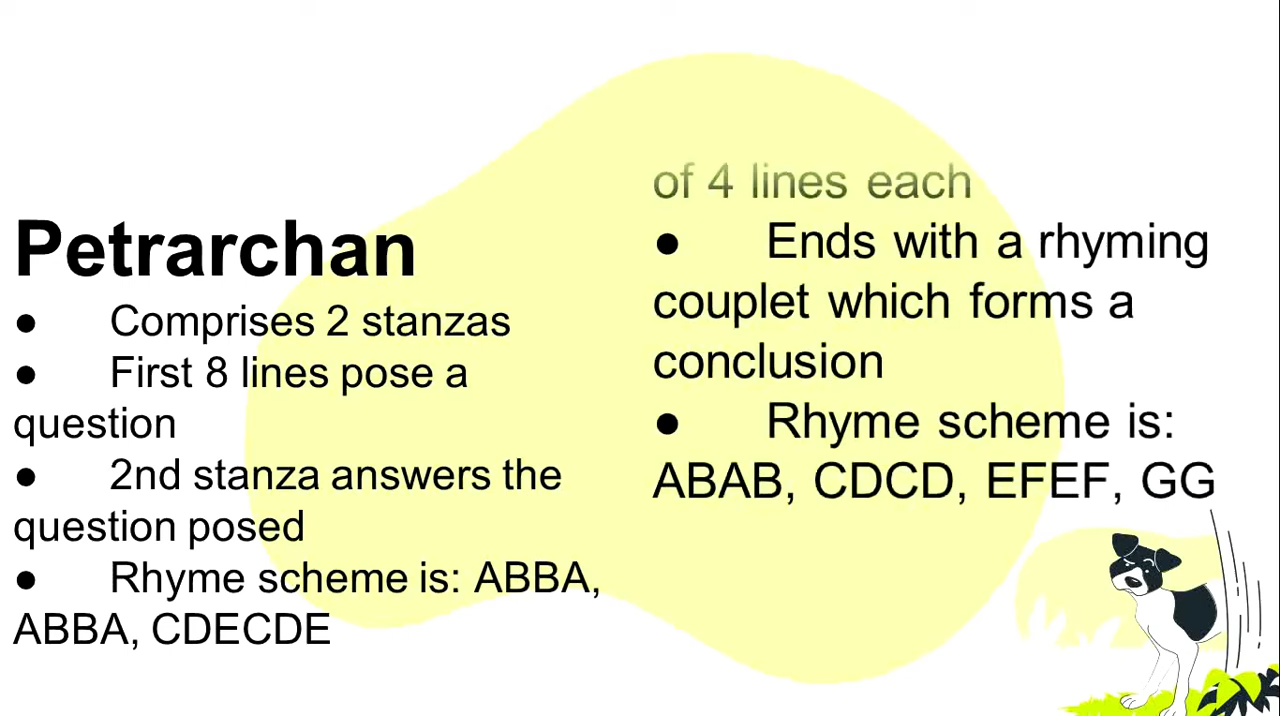 Petrarchan
● Comprises 2 stanzas
● First 8 lines pose a
question
● 2nd stanza answers the
question posed
● Rhyme scheme is: ABBA,
ABBA, CDECDE
of 4 lines each
● Ends with a rhyming
couplet which forms a
conclusion
● Rhyme scheme is:
ABAB, CDCD, EFEF, GG